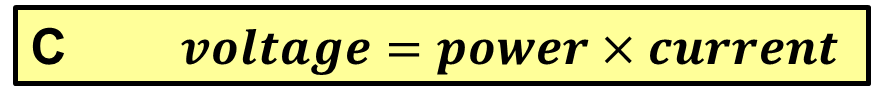 C voltage = power × current